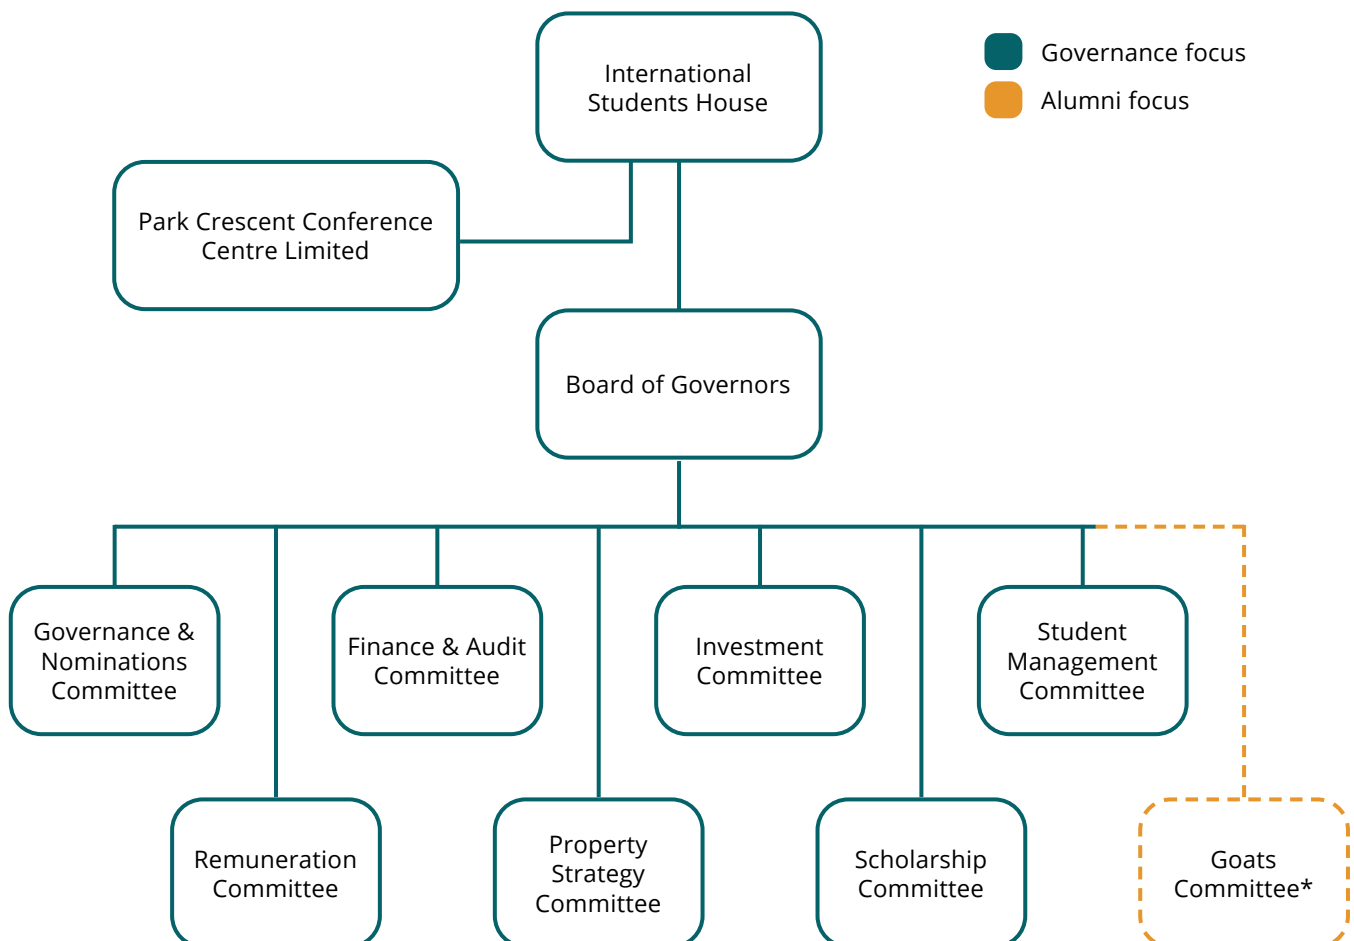 International
Students House
Governance focus
Alumni focus
Park Crescent Conference
Centre Limited
Board of Governors
Governance &
Nominations
Committee
Finance & Audit
Committee
Investment
Committee
Student
Management
Committee
Remuneration
Committee
Property
Strategy
Committee
Scholarship
Committee
Goats
Committee*